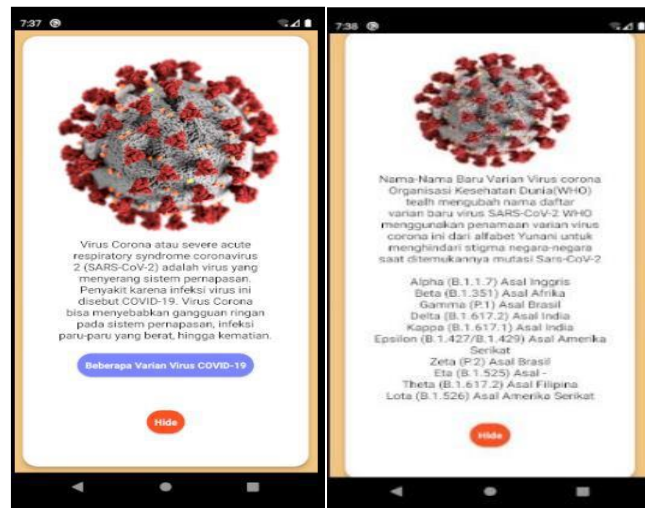 7:37
Virus Corona atau severe acute
respiratory syndrome coronavirus
2 (SARS-CoV-2) adalah virus yang
menyerang sistem pernapasan.
Penyakit karena infeksi virus ini
disebut COVID-19. Virus Corona
bisa menyebabkan gangguan ringan
pada sistem pernapasan, infeksi
paru-paru yang berat, hingga kematian.
Beberapa Varian Virus COVID-19
Hide
7:38
Nama-Nama Baru Varian Virus corona
Organisasi Kesehatan Dunia(WHO)
tealh mengubah nama daftar
varian baru virus SARS-CoV-2 WHO
menggunakan penamaan varian virus
corona ini dari alfabet Yunani untuk
menghindari stigma negara-negara
saat ditemukannya mutasi Sars-CoV-2
Alpha (B.1.1.7) Asal Inggris
Beta (B.1.351) Asal Afrika
Gamma (P.1) Asal Brasil
Delta (B.1.617.2) Asal India
Kappa (B.1.617.1) Asal India
Epsilon (B.1.427/B.1.429) Asal Amerika
Serikat
Zeta (P.2) Asal Brasil
Eta (B.1.525) Asal -
Theta (B.1.617.2) Asal Filipina
Lota (B.1.526) Asal Amerika Serikat
Hide